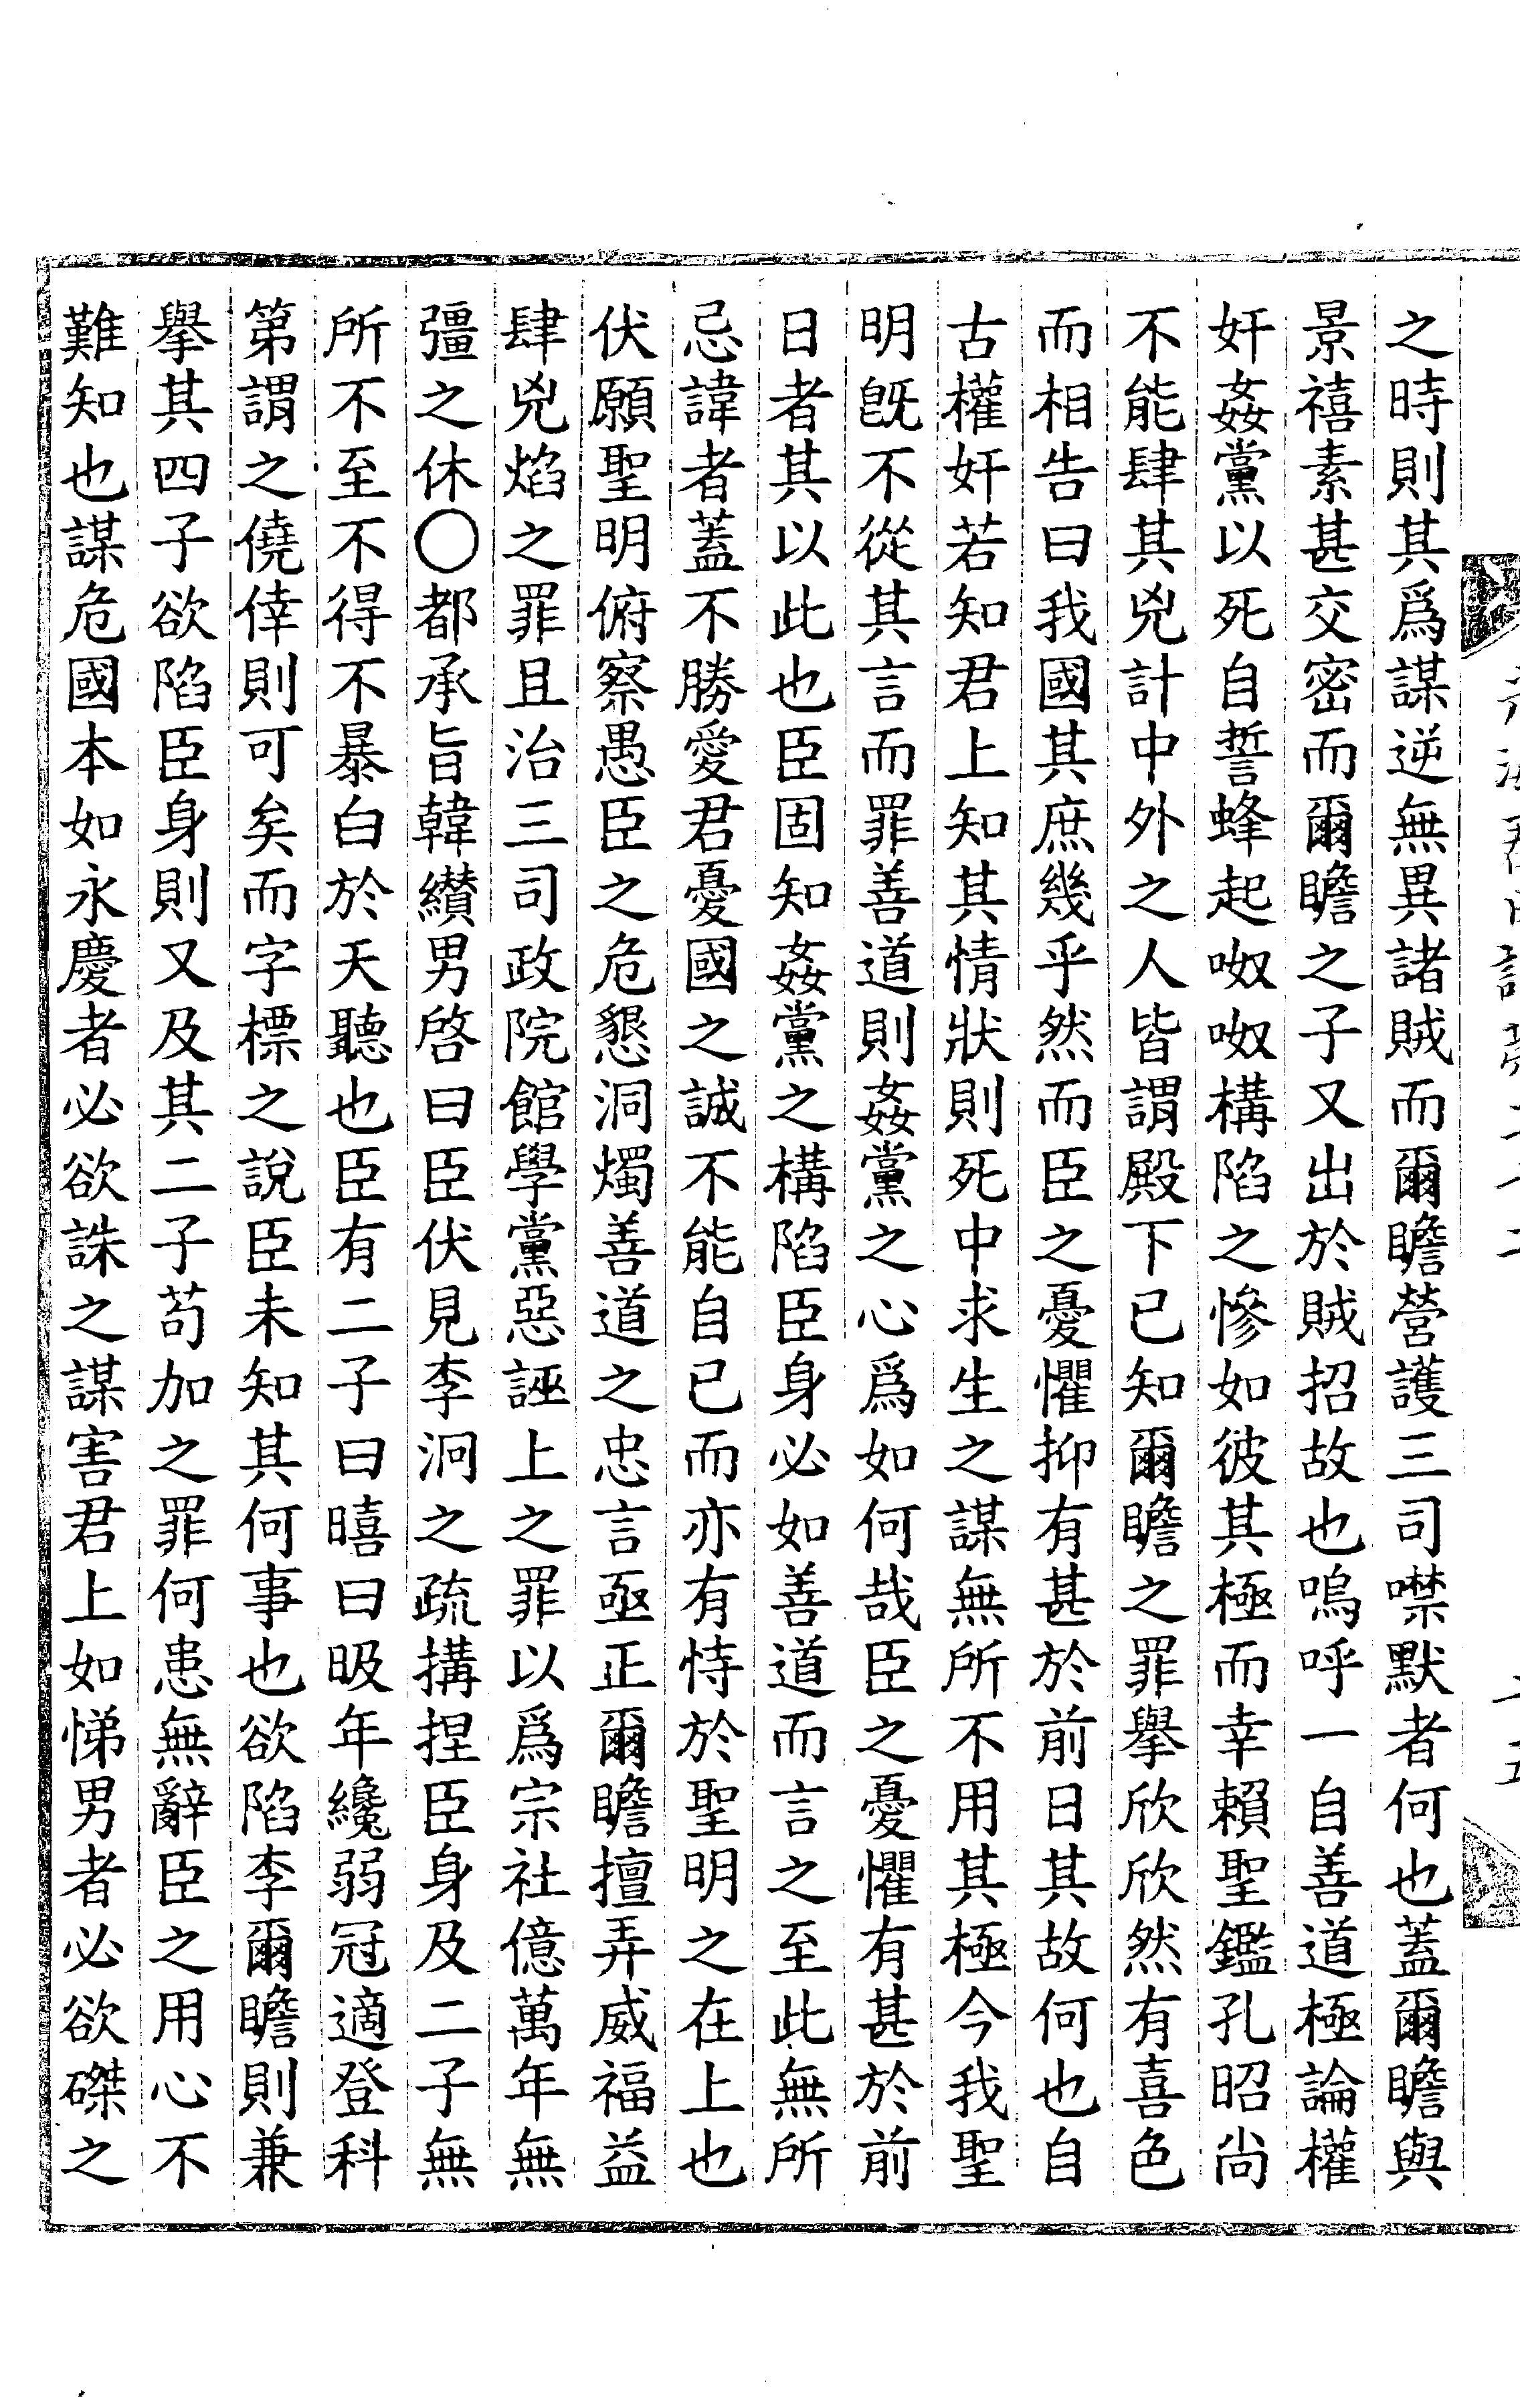 之時則其爲謀逆無異諸賊而爾瞻營護三司噤默者何也蓋爾瞻與
景禧素甚交密而爾瞻之子又出於賊招故也嗚呼一自善道極論權
奸姦黨以死自誓蜂起呶呶構陷之慘如彼其極而幸賴聖鑑孔昭尚
不能肆其兇計中外之人皆謂殿下已知爾瞻之罪擧欣欣然有喜色
而相告曰我國其庶幾乎然而臣之憂懼抑有甚於前日其故何也自
古權奸若知君上知其情狀則死中求生之謀無所不用其極今我聖
明旣不從其言而罪善道則姦黨之心爲如何哉臣之憂懼有甚於前
日者其以此也臣固知姦黨之構陷臣身必如善道而言之至此無所
忌諱者蓋不勝愛君憂國之誠不能自已而亦有恃於聖明之在上也
伏願聖明俯察愚臣之危懇洞燭善道之忠言亟正爾瞻擅弄威福益
肆兇焰之罪且治三司政院館學黨惡誣上之罪以爲宗社億萬年無
彊之休〇都承旨韓纘男啓曰臣伏見李洞之疏搆捏臣身及二子無
所不至不得不暴白於天聽也臣有二子曰暿曰昅年纔弱冠適登科
第謂之僥倖則可矣而字標之說臣未知其何事也欲陷李爾瞻則兼
擧其四子欲陷臣身則又及其二子苟加之罪何患無辭臣之用心不
難知也謀危國本如永慶者必欲誅之謀害君上如悌男者必欲磔之